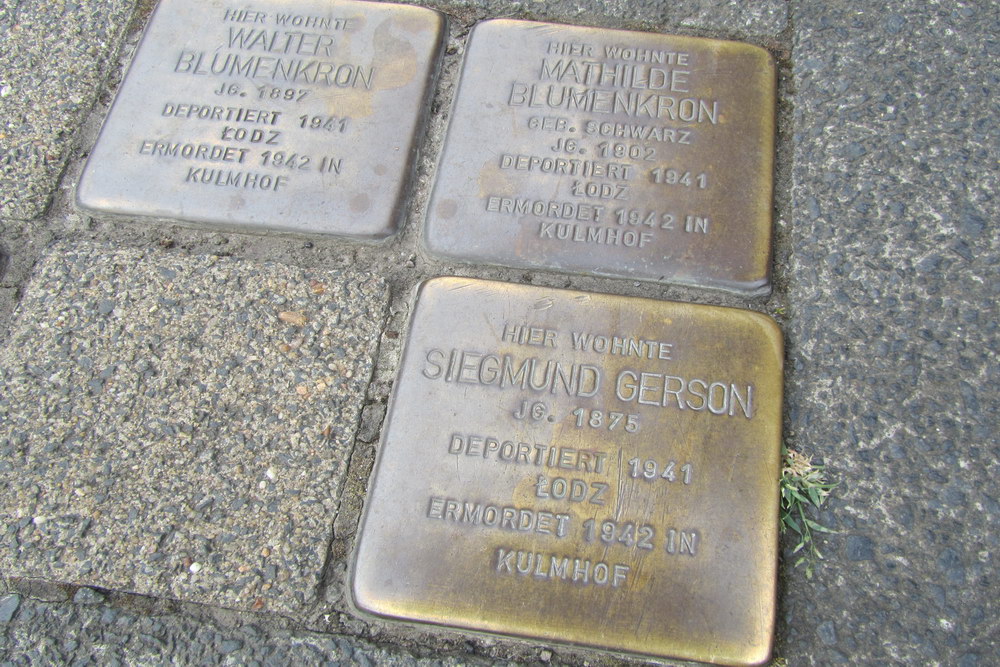 HIER WOHNTE
WALTER
BLUMENKRON
JG. 1897
DEPORTIERT 1941
ŁODZ
ERMORDET 1942 IN
KULMHOF
HIER WOHNTE
MATHILDE
BLUMENKRON
GEB. SCHWARZ
JG. 1902
DEPORTIERT 1941
ŁODZ
ERMORDET 1942 IN
KULMHOF
HIER WOHNTE
SIEGMUND GERSON
JG. 1875
DEPORTIERT 1941
ŁODZ
ERMORDET 1942 IN
KULMHOF